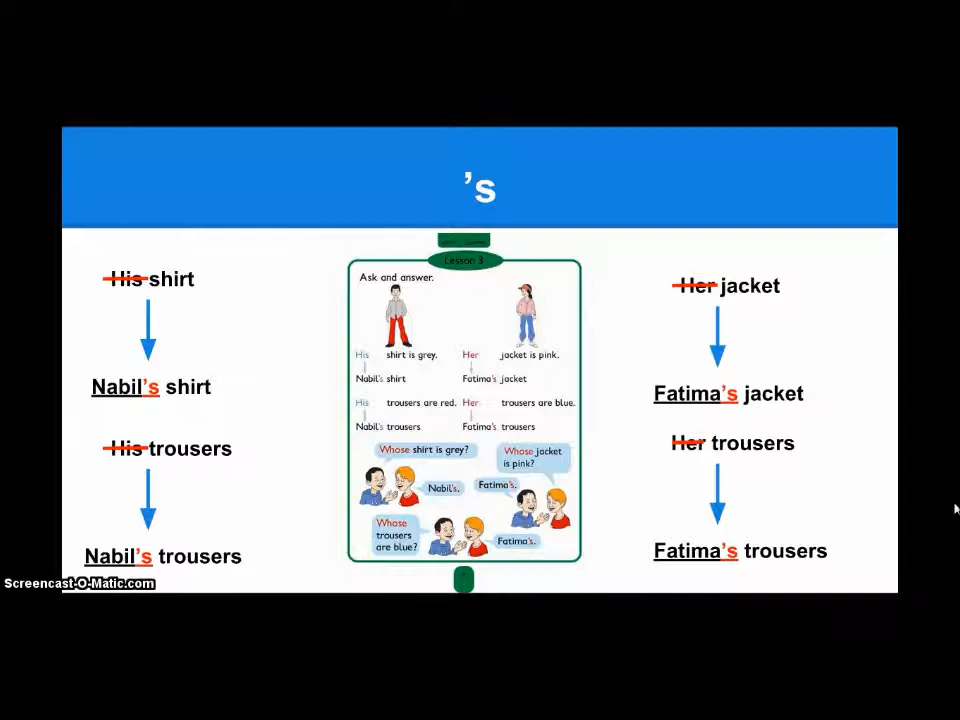 ’s
His shirt
Nabil’s shirt
His trousers
Nabil’s trousers
Lesson 3
Ask and answer.
His shirt is grey. Her jacket is pink.
Nabil’s shirt Fatima’s jacket
His trousers are red. Her trousers are blue.
Nabil’s trousers Fatima’s trousers
Whose shirt is grey?
Nabil’s.
Whose jacket
is pink?
Fatima’s.
Whose
trousers
are blue?
Fatima’s.
Her jacket
Fatima’s jacket
Her trousers
Fatima’s trousers
Screencast-O-Matic.com